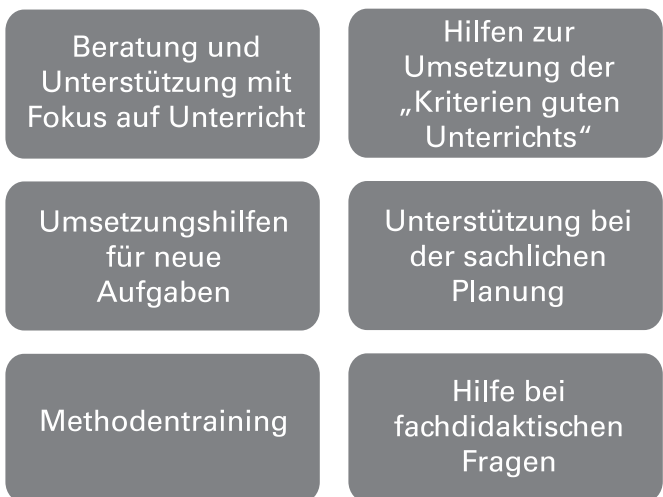 Beratung und
Unterstützung mit
Fokus auf Unterricht
Hilfen zur
Umsetzung der
„Kriterien guten
Unterrichts“
Umsetzungshilfen
für neue
Aufgaben
Unterstützung bei
der sachlichen
Planung
Methodentraining
Hilfe bei
fachdidaktischen
Fragen